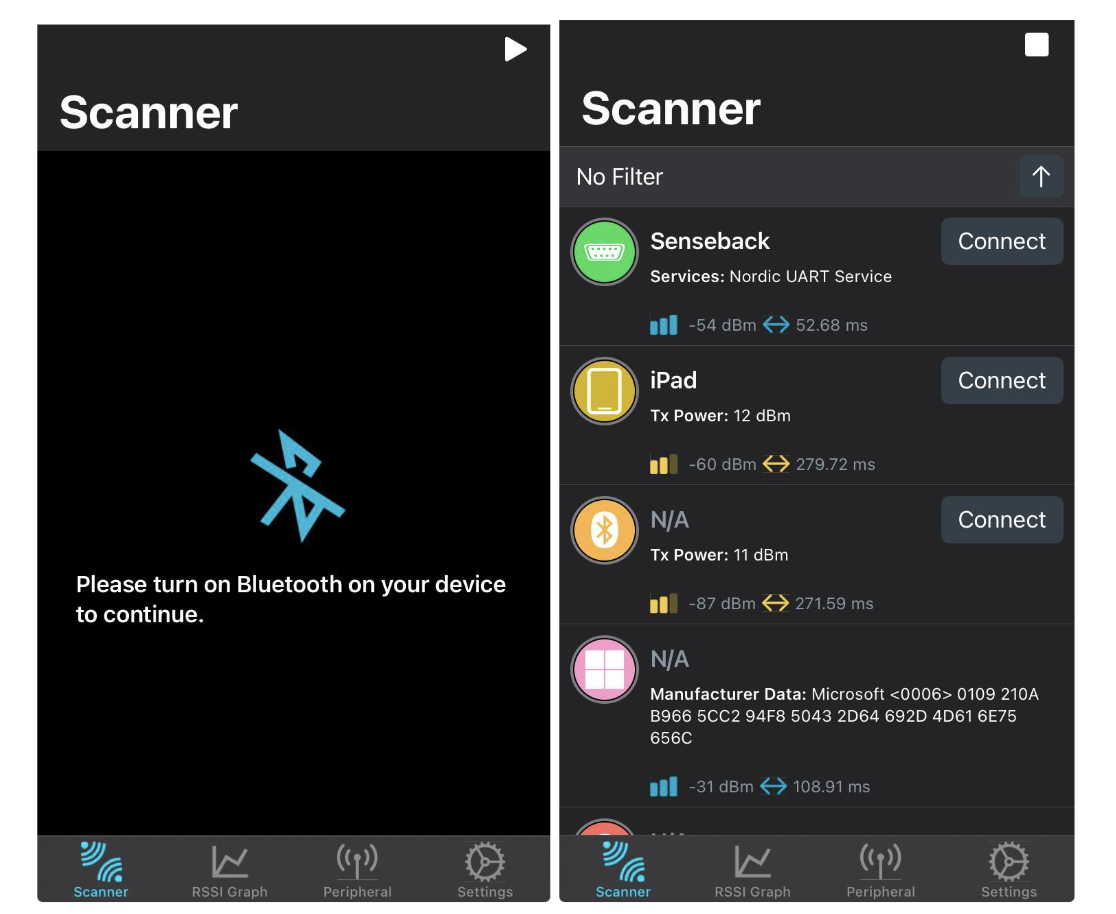 Scanner
Please turn on Bluetooth on your device
to continue.
Scanner
RSSI Graph
Peripheral
Settings
Scanner
No Filter
Senseback
Connect
Services: Nordic UART Service
-54 dBm
52.68 ms
iPad
Connect
Tx Power: 12 dBm
-60 dBm
279.72 ms
N/A
Connect
Tx Power: 11 dBm
-87 dBm
271.59 ms
N/A
Manufacturer Data: Microsoft <0006> 0109 210A
B966 5CC2 94F8 5043 2D64 692D 4D61 6E75
656C
-31 dBm
108.91 ms
Scanner
RSSI Graph
Peripheral
Settings